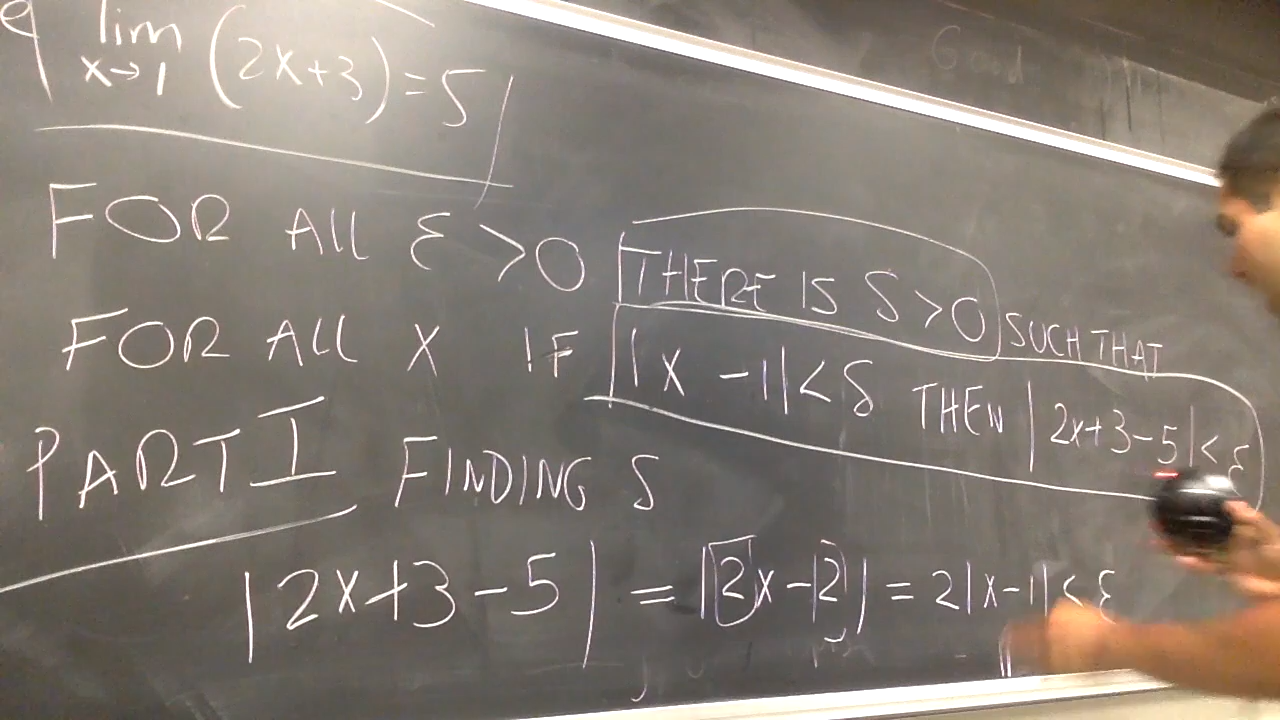 lim x→1 (2x+3) = 5
FOR ALL ε > 0 THERE IS δ > 0 SUCH THAT
FOR ALL X IF |x - 1| < δ THEN |2x+3-5| < ε
PART I FINDING δ
|2x+3-5| = |2x-2| = 2|x-1| < ε